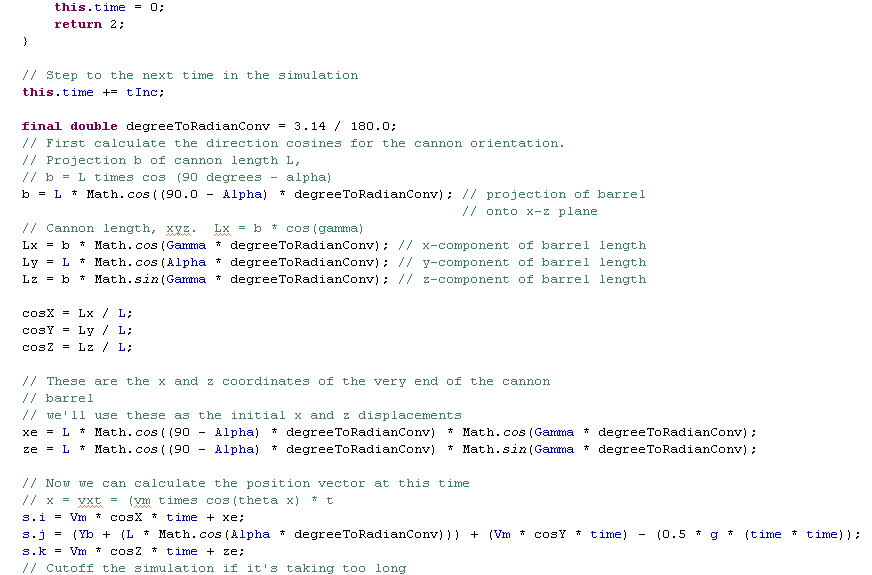 this.time = 0;
return 2;
}
// Step to the next time in the simulation
this.time += tInc;
final double degreeToRadianConv = 3.14 / 180.0;
// First calculate the direction cosines for the cannon orientation.
// Projection b of cannon length L,
// b = L times cos (90 degrees - alpha)
b = L * Math.cos((90.0 - Alpha) * degreeToRadianConv); // projection of barrel
// onto x-z plane
// Cannon length, xyz.  Lx = b * cos(gamma)
Lx = b * Math.cos(Gamma * degreeToRadianConv); // x-component of barrel length
Ly = L * Math.cos(Alpha * degreeToRadianConv); // y-component of barrel length
Lz = b * Math.sin(Gamma * degreeToRadianConv); // z-component of barrel length
cosX = Lx / L;
cosY = Ly / L;
cosZ = Lz / L;
// These are the x and z coordinates of the very end of the cannon
// barrel
// we'll use these as the initial x and z displacements
xe = L * Math.cos((90 - Alpha) * degreeToRadianConv) * Math.cos(Gamma * degreeToRadianConv);
ze = L * Math.cos((90 - Alpha) * degreeToRadianConv) * Math.sin(Gamma * degreeToRadianConv);
// Now we can calculate the position vector at this time
// x = vxt = (vm times cos(theta x) * t
s.i = Vm * cosX * time + xe;
s.j = (Yb + (L * Math.cos(Alpha * degreeToRadianConv))) + (Vm * cosY * time) - (0.5 * g * (time * time));
s.k = Vm * cosZ * time + ze;
// Cutoff the simulation if it's taking too long